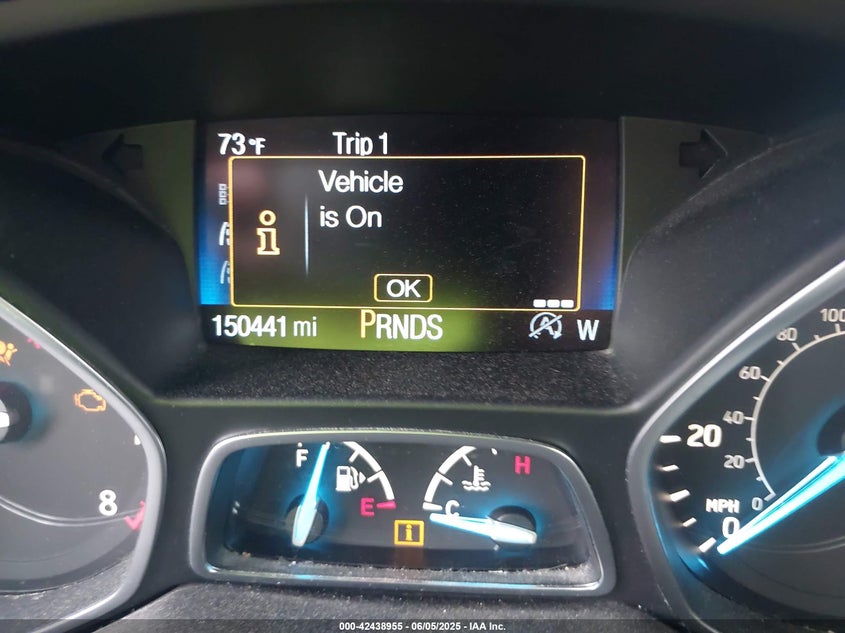 73°F Trip 1
Vehicle
is On
OK
150441 mi PRNDS W
F E C H
8
20 0 MPH
0 20 40 60 80 100
000-42438955 - 06/05/2025 - IAA Inc.